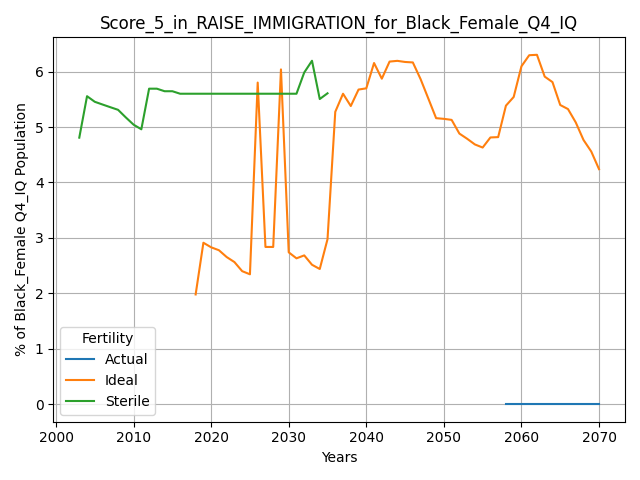 Score_5_in_RAISE_IMMIGRATION_for_Black_Female_Q4_IQ
% of Black_Female Q4_IQ Population
6
5
4
3
2
1
0
Fertility
Actual
Ideal
Sterile
2000 2010 2020 2030 2040 2050 2060 2070
Years